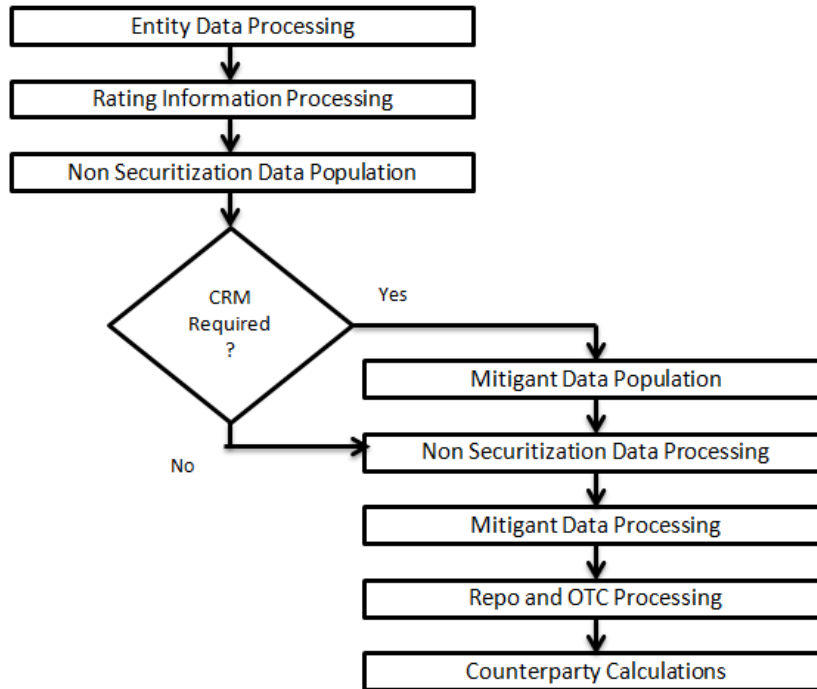 Entity Data Processing
Rating Information Processing
Non Securitization Data Population
CRM
Required
?
Yes
No
Mitigant Data Population
Non Securitization Data Processing
Mitigant Data Processing
Repo and OTC Processing
Counterparty Calculations